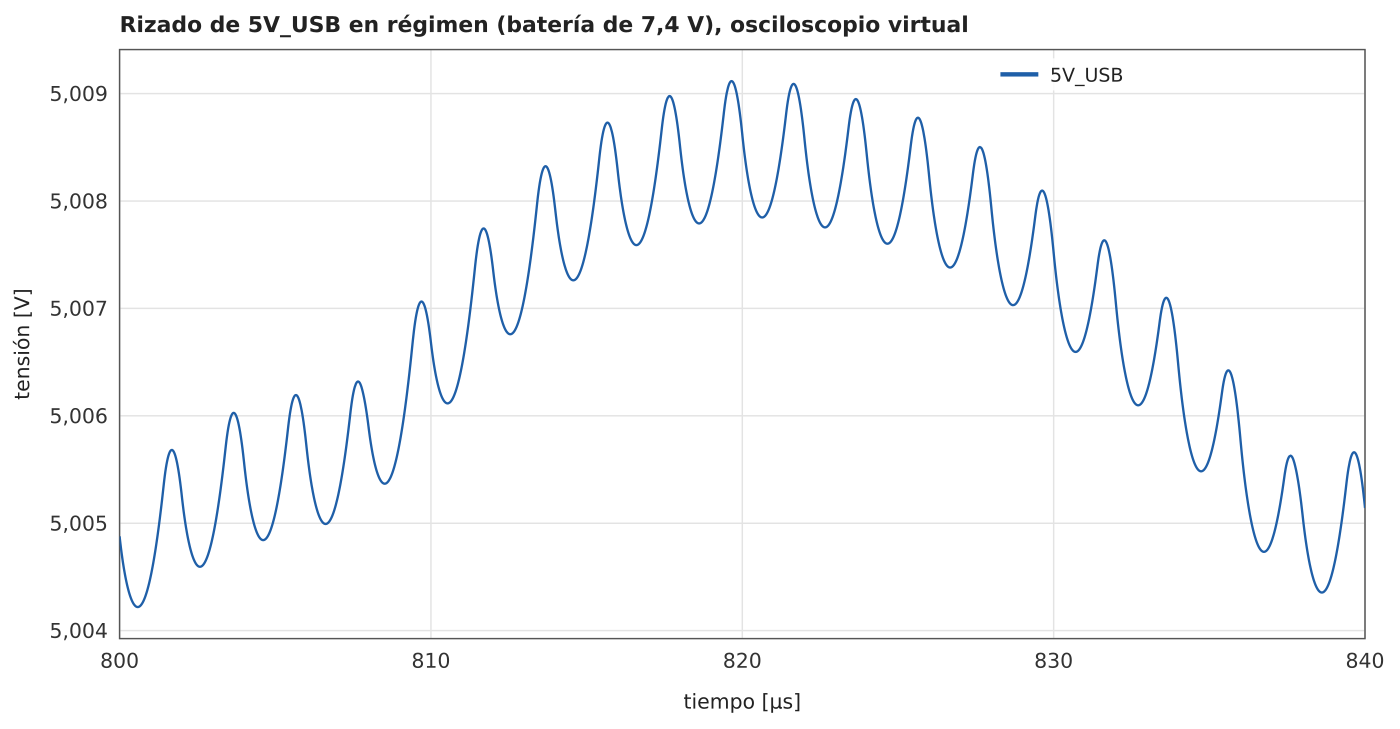 Rizado de 5V_USB en régimen (batería de 7,4 V), osciloscopio virtual
5V_USB
5,009
5,008
5,007
5,006
5,005
5,004
tensión [V]
800 810 820 830 840
tiempo [µs]